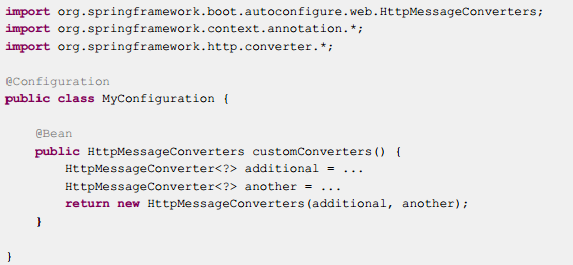 import org.springframework.boot.autoconfigure.web.HttpMessageConverters;
import org.springframework.context.annotation.*;
import org.springframework.http.converter.*;

@Configuration
public class MyConfiguration {

    @Bean
    public HttpMessageConverters customConverters() {
        HttpMessageConverter<?> additional = ...
        HttpMessageConverter<?> another = ...
        return new HttpMessageConverters(additional, another);
    }

}